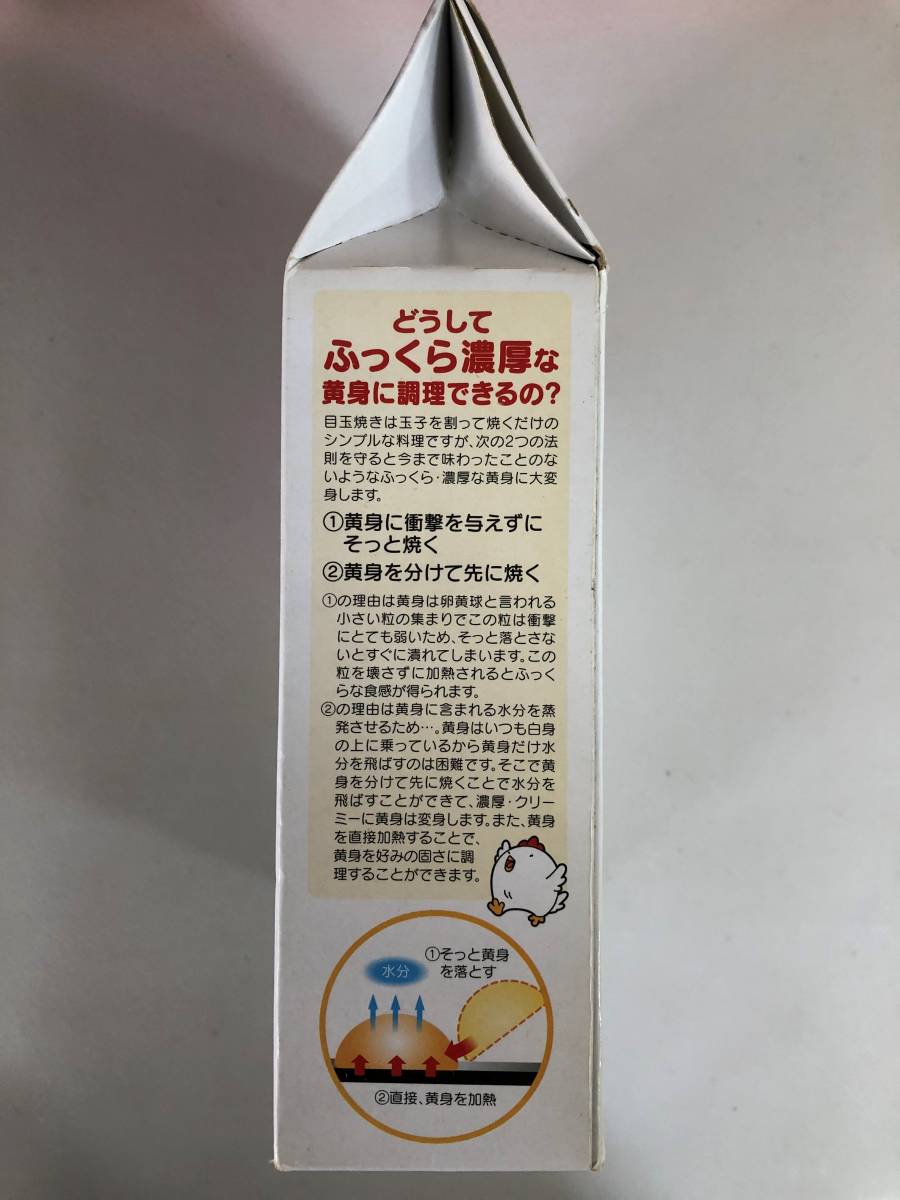 どうして
ふっくら濃厚な
黄身に調理できるの?
目玉焼きは玉子を割って焼くだけの
シンプルな料理ですが、次の2つの法
則を守ると今まで味わったことのな
いようなふっくら・濃厚な黄身に大変
身します。
①黄身に衝撃を与えずに
そっと焼く
②黄身を分けて先に焼く
①の理由は黄身は卵黄球と言われる
小さい粒の集まりでこの粒は衝撃
にとても弱いため、そっと落とさな
いとすぐに潰れてしまいます。この
粒を壊さずに加熱されるとふっく
らな食感が得られます。
②の理由は黄身に含まれる水分を蒸
発させるため…。黄身はいつも白身
の上に乗っているから黄身だけ水
分を飛ばすのは困難です。そこで黄
身を分けて先に焼くことで水分を
飛ばすことができて、濃厚・クリー
ミーに黄身は変身します。また、黄身
を直接加熱することで、
黄身を好みの固さに調
理することができます。
①そっと黄身
を落とす
水分
②直接、黄身を加熱